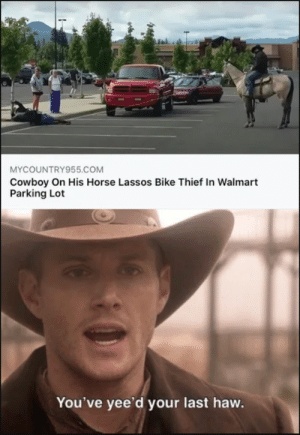 MYCOUNTRY955.COM
Cowboy On His Horse Lassos Bike Thief In Walmart
Parking Lot
You've yee'd your last haw.